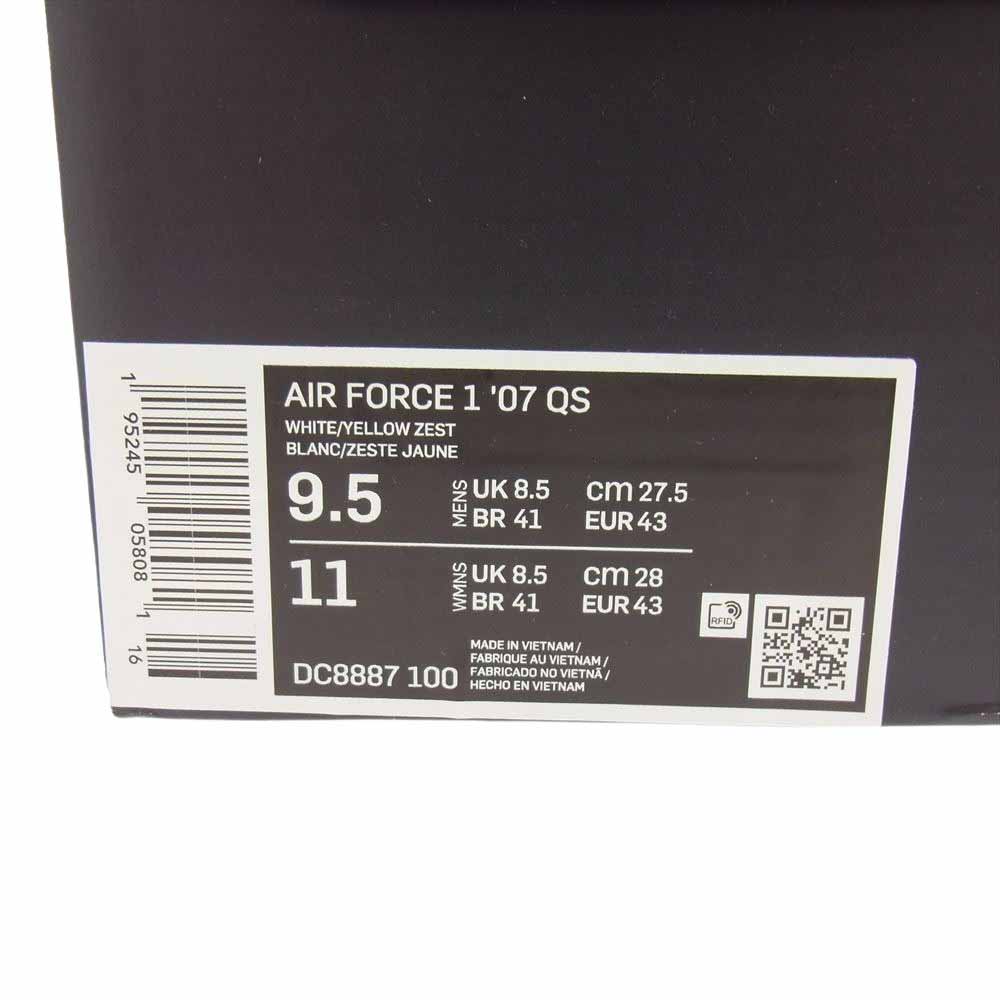 AIR FORCE 1 '07 QS
WHITE/YELLOW ZEST
BLANC/ZESTE JAUNE
9.5 MENS UK 8.5 cm 27.5
BR 41 EUR 43
11 WMNS UK 8.5 cm 28
BR 41 EUR 43
RFID
DC8887 100
MADE IN VIETNAM /
FABRIQUE AU VIETNAM /
FABRICADO NO VIETNÃ /
HECHO EN VIETNAM
1 95245 05808 1 16